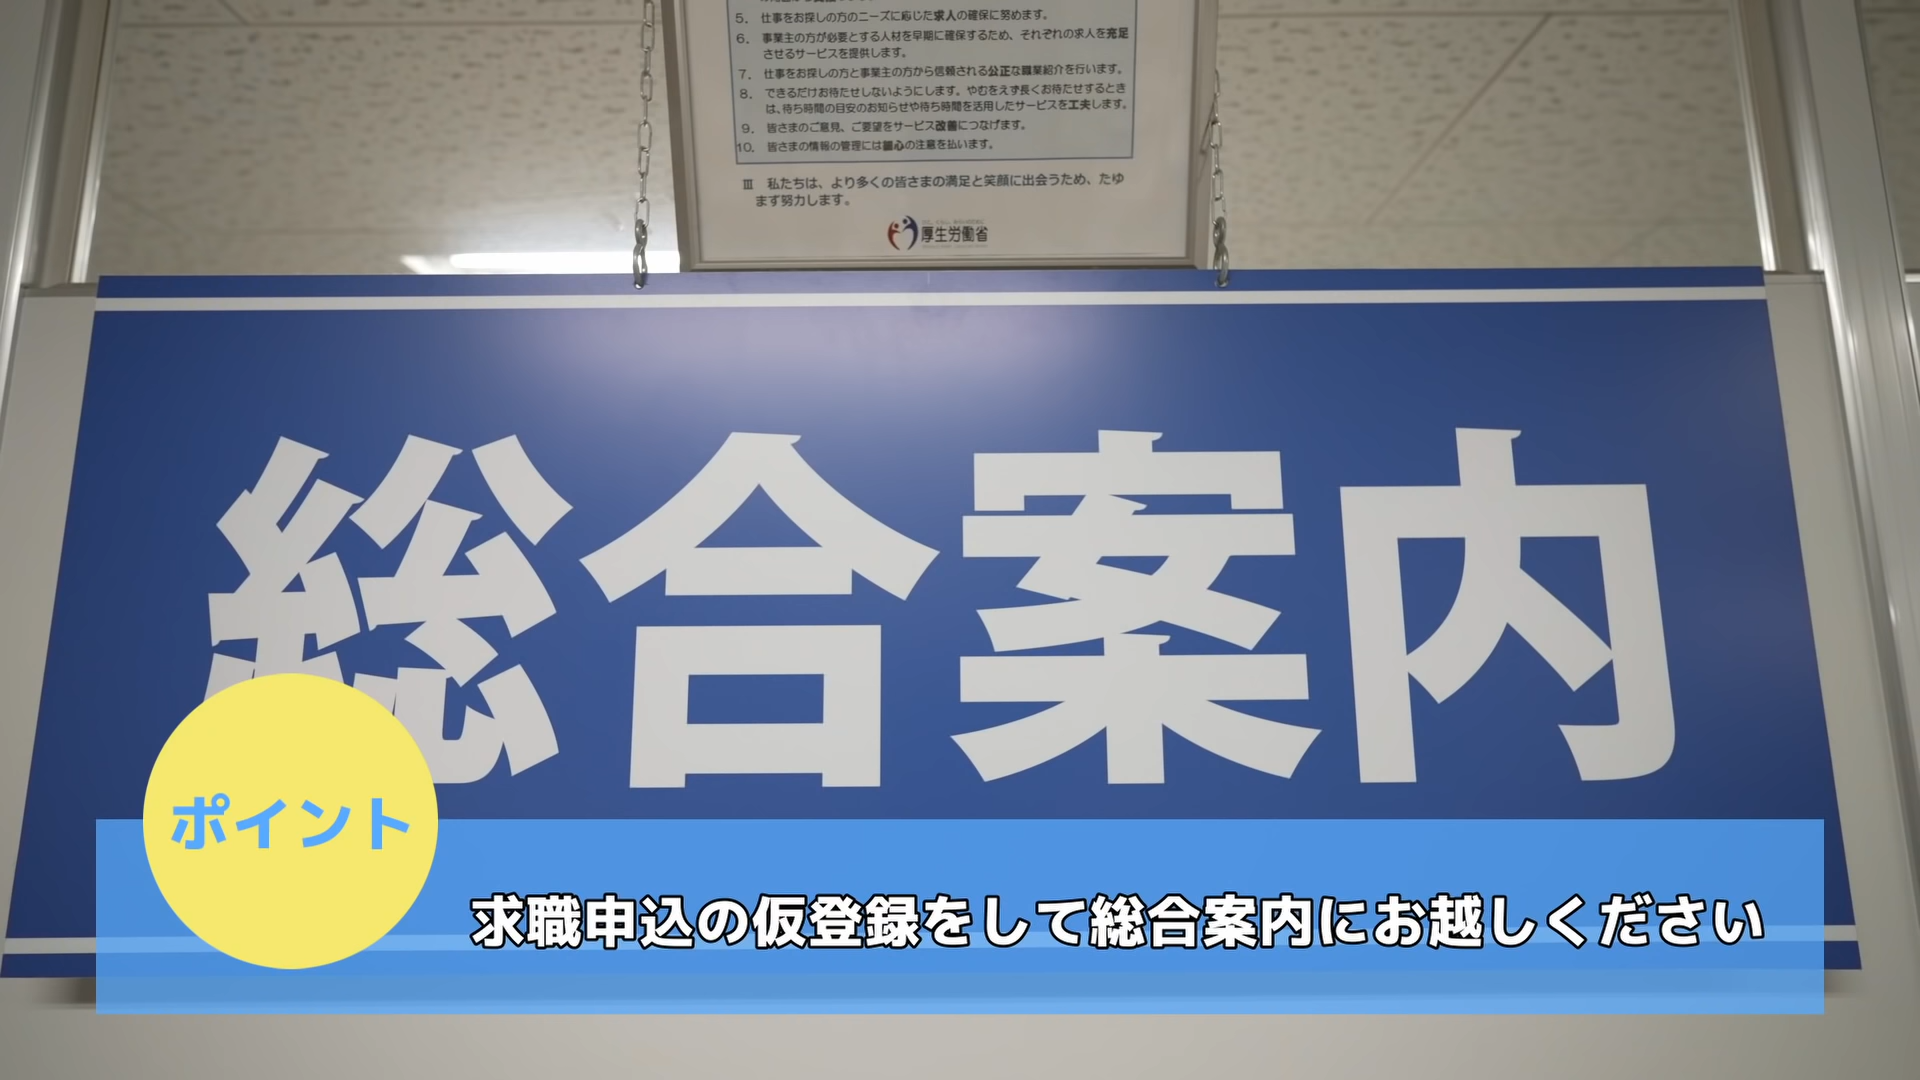 5. 仕事をお探しの方のニーズに応じた求人の確保に努めます。
6. 事業主の方が必要とする人材を早期に確保するため、それぞれの求人を充足
させるサービスを提供します。
7. 仕事をお探しの方と事業主の方から信頼される公正な職業紹介を行います。
8. できるだけお待たせしないようにします。やむをえず長くお待たせするとき
は、待ち時間の目安のお知らせや待ち時間を活用したサービスを工夫します。
9. 皆さまのご意見、ご要望をサービス改善につなげます。
10. 皆さまの情報の管理には細心の注意を払います。
Ⅲ 私たちは、より多くの皆さまの満足と笑顔に出会うため、たゆ
まず努力します。
厚生労働省
総合案内
ポイント
求職申込の仮登録をして総合案内にお越しください